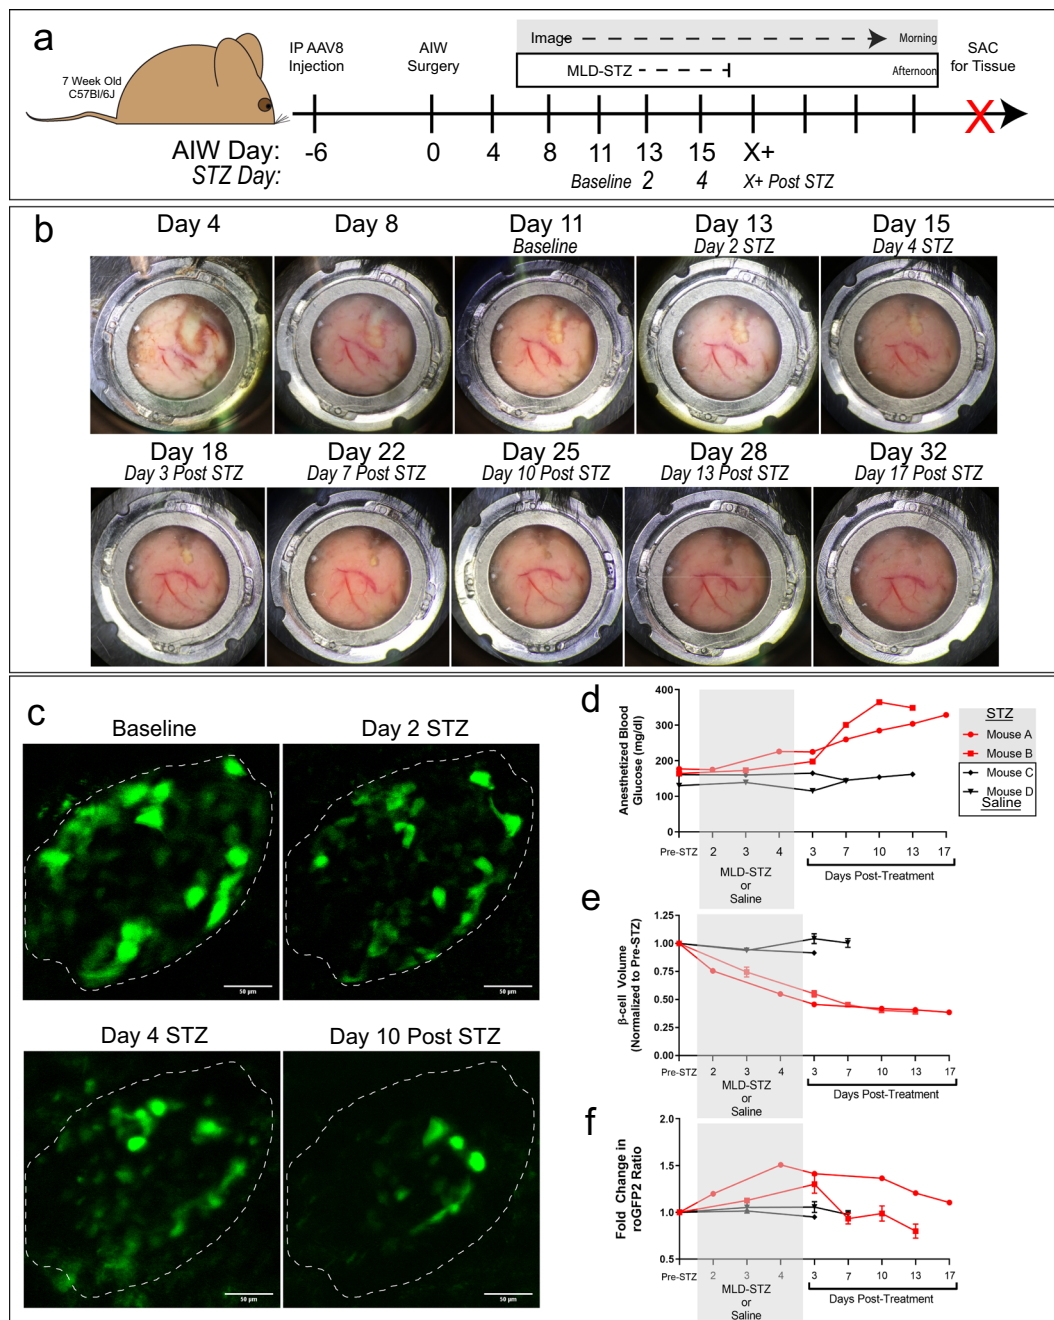 a
7 Week Old
C57Bl/6J
IP AAV8
Injection
AIW
Surgery
Image
Morning
MLD-STZ
Afternoon
SAC
for Tissue
X
AIW Day: -6 0 4 8 11 13 15 X+
STZ Day: Baseline 2 4 X+ Post STZ
b
Day 4 Day 8 Day 11 Day 13 Day 15
Baseline Day 2 STZ Day 4 STZ
Day 18 Day 22 Day 25 Day 28 Day 32
Day 3 Post STZ Day 7 Post STZ Day 10 Post STZ Day 13 Post STZ Day 17 Post STZ
c
Baseline Day 2 STZ
50 µm 50 µm
Day 4 STZ Day 10 Post STZ
50 µm 50 µm
d
Anesthetized Blood
Glucose (mg/dl)
400
300
200
100
0
Pre-STZ 2 3 4 3 7 10 13 17
MLD-STZ
or
Saline
Days Post-Treatment
STZ
Mouse A
Mouse B
Mouse C
Mouse D
Saline
e
β-cell Volume
(Normalized to Pre-STZ)
1.25
1.00
0.75
0.50
0.25
0.00
Pre-STZ 2 3 4 3 7 10 13 17
MLD-STZ
or
Saline
Days Post-Treatment
f
Fold Change in
roGFP2 Ratio
2.0
1.5
1.0
0.5
Pre-STZ 2 3 4 3 7 10 13 17
MLD-STZ
or
Saline
Days Post-Treatment